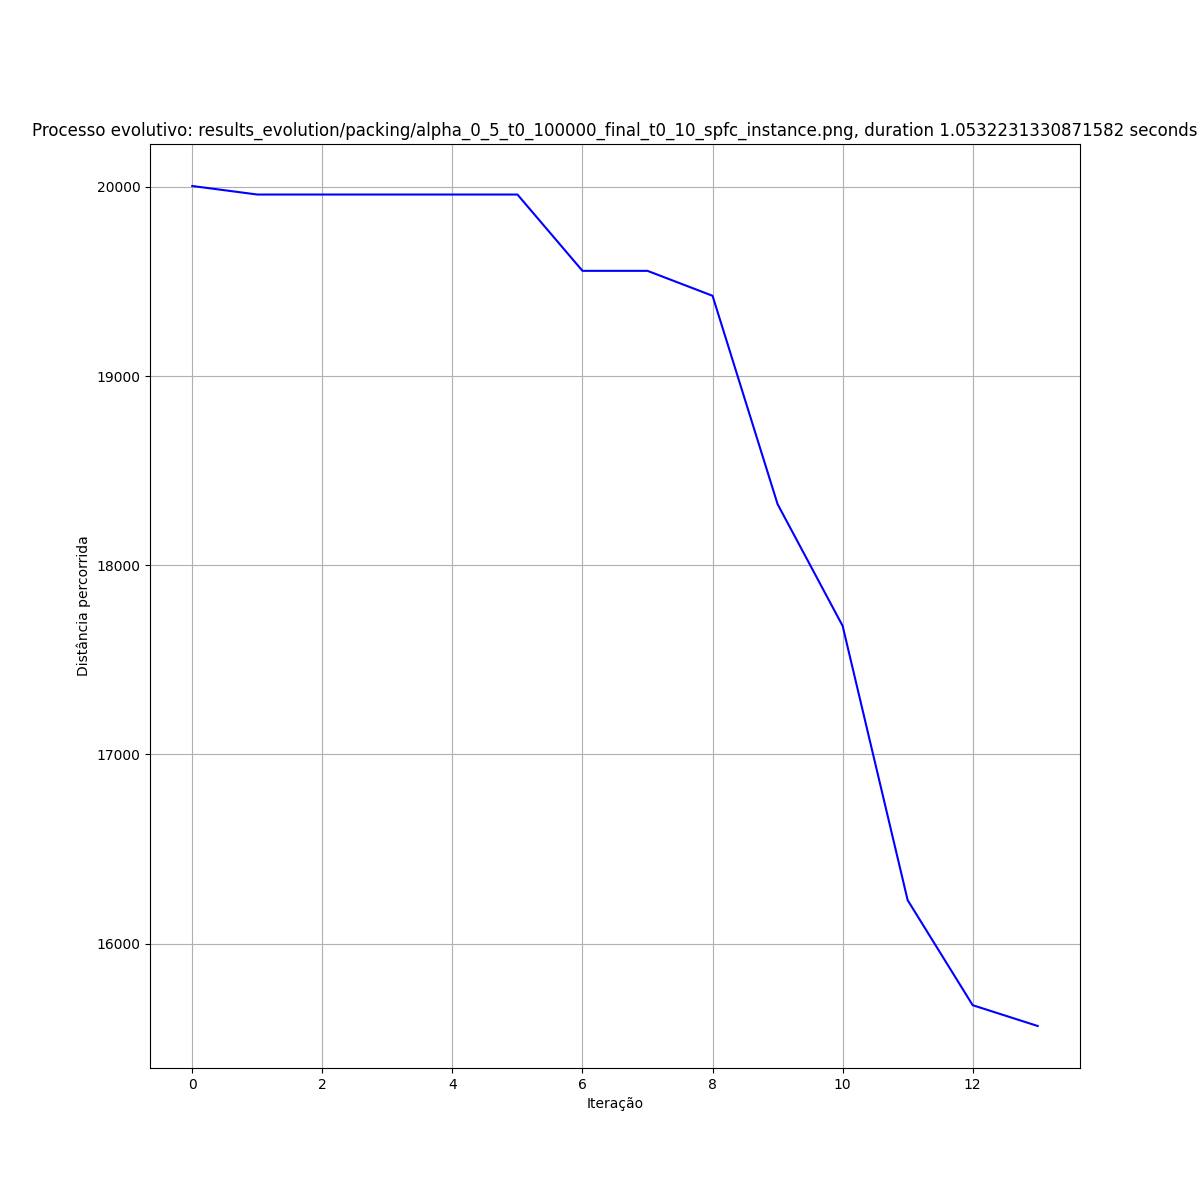 Processo evolutivo: results_evolution/packing/alpha_0_5_t0_100000_final_t0_10_spfc_instance.png, duration 1.0532231330871582 seconds
20000
19000
18000
17000
16000
Distância percorrida
0 2 4 6 8 10 12
Iteração